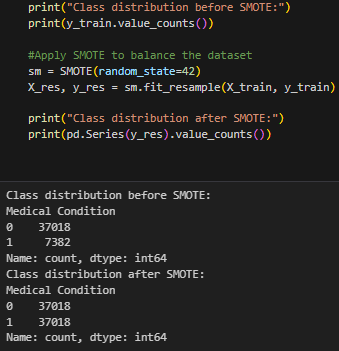 print("Class distribution before SMOTE:")
print(y_train.value_counts())
#Apply SMOTE to balance the dataset
sm = SMOTE(random_state=42)
X_res, y_res = sm.fit_resample(X_train, y_train)
print("Class distribution after SMOTE:")
print(pd.Series(y_res).value_counts())
Class distribution before SMOTE:
Medical Condition
0    37018
1     7382
Name: count, dtype: int64
Class distribution after SMOTE:
Medical Condition
0    37018
1    37018
Name: count, dtype: int64